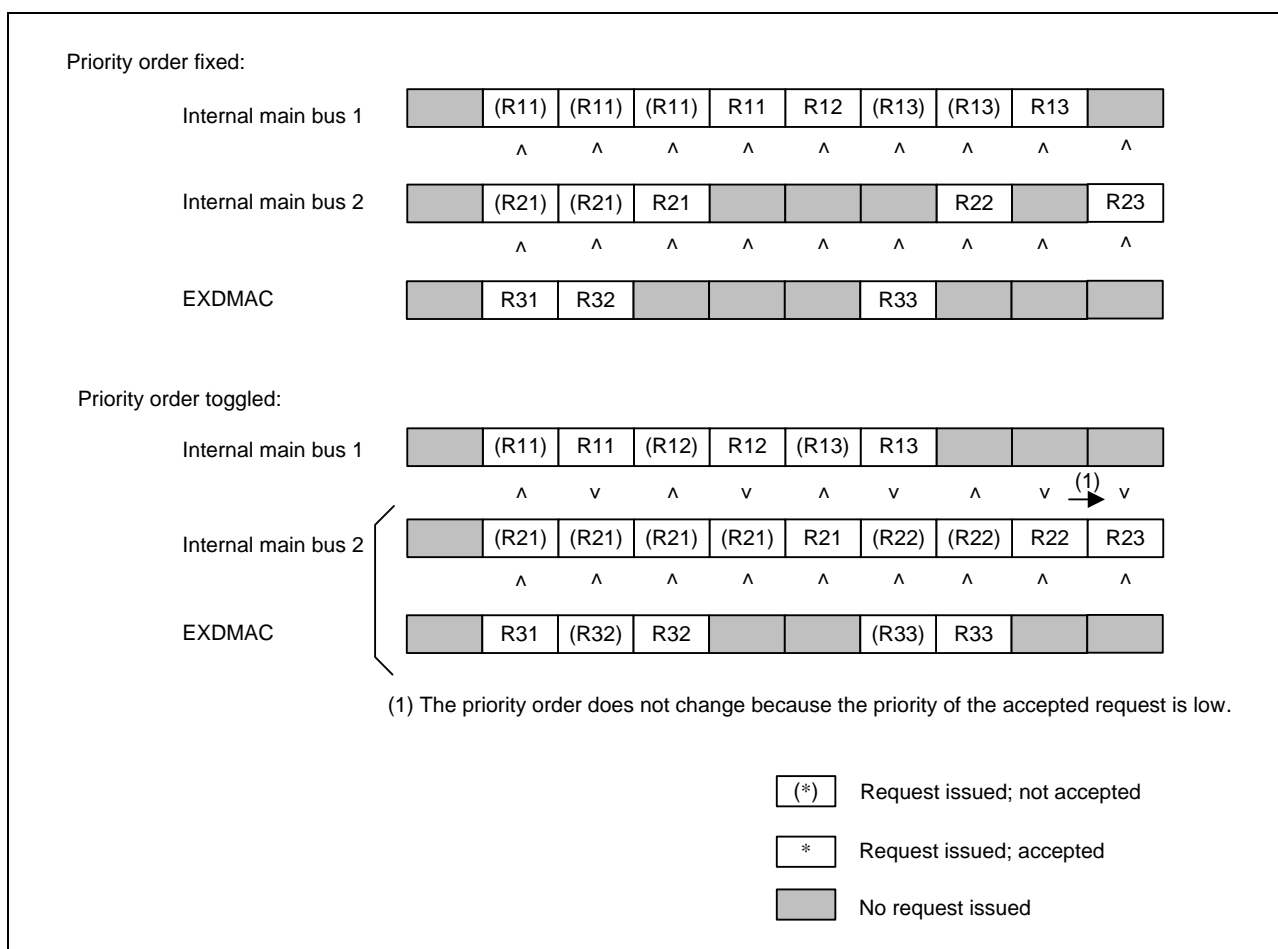 Priority order fixed:
Internal main bus 1 (R11) (R11) (R11) R11 R12 (R13) (R13) R13
ʌ ʌ ʌ ʌ ʌ ʌ ʌ ʌ ʌ
Internal main bus 2 (R21) (R21) R21 R22 R23
ʌ ʌ ʌ ʌ ʌ ʌ ʌ ʌ ʌ
EXDMAC R31 R32 R33
Priority order toggled:
Internal main bus 1 (R11) R11 (R12) R12 (R13) R13
ʌ v ʌ v ʌ v ʌ v (1) v
Internal main bus 2 (R21) (R21) (R21) (R21) R21 (R22) (R22) R22 R23
ʌ ʌ ʌ ʌ ʌ ʌ ʌ ʌ ʌ
EXDMAC R31 (R32) R32 (R33) R33
(1) The priority order does not change because the priority of the accepted request is low.
(*) Request issued; not accepted
* Request issued; accepted
No request issued